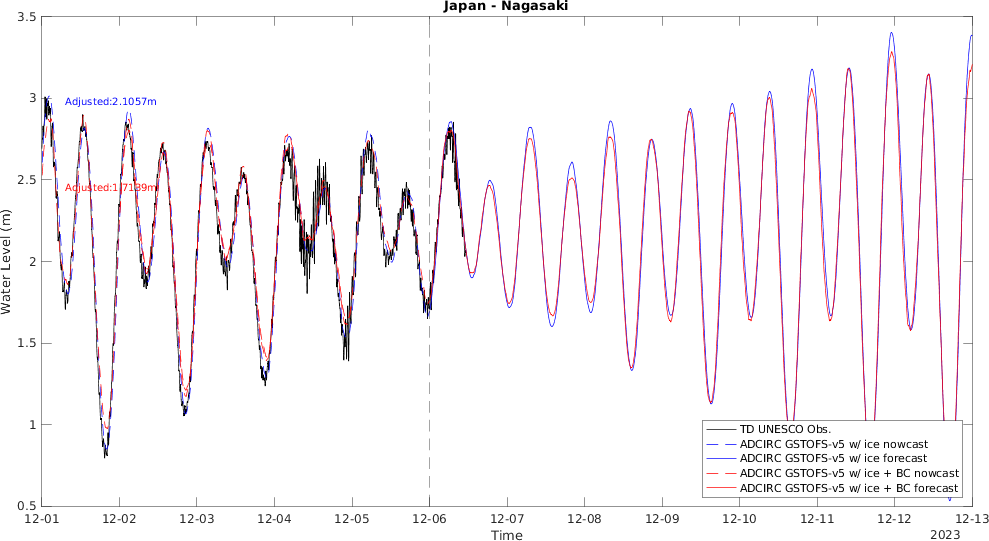 Japan - Nagasaki
3.5
3
2.5
2
1.5
1
0.5
Water Level (m)
Adjusted:2.1057m
Adjusted:1.7139m
TD UNESCO Obs.
ADCIRC GSTOFS-v5 w/ ice nowcast
ADCIRC GSTOFS-v5 w/ ice forecast
ADCIRC GSTOFS-v5 w/ ice + BC nowcast
ADCIRC GSTOFS-v5 w/ ice + BC forecast
12-01 12-02 12-03 12-04 12-05 12-06 12-07 12-08 12-09 12-10 12-11 12-12 12-13
Time
2023